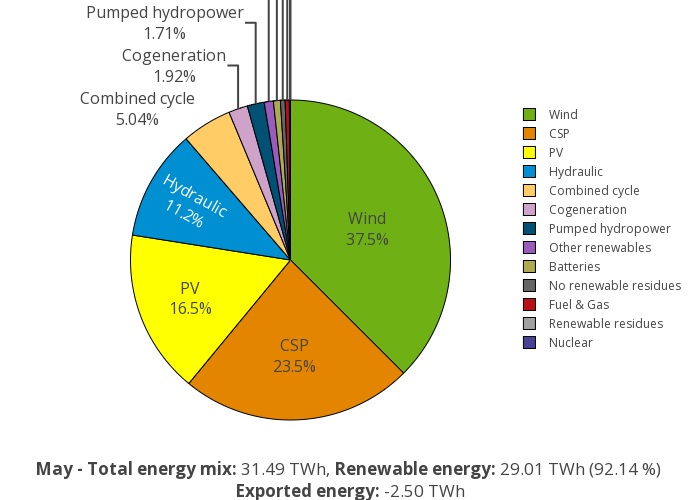 Pumped hydropower
1.71%
Cogeneration
1.92%
Combined cycle
5.04%
Hydraulic
11.2%
Wind
37.5%
PV
16.5%
CSP
23.5%
Wind
CSP
PV
Hydraulic
Combined cycle
Cogeneration
Pumped hydropower
Other renewables
Batteries
No renewable residues
Fuel & Gas
Renewable residues
Nuclear
May - Total energy mix: 31.49 TWh, Renewable energy: 29.01 TWh (92.14 %)
Exported energy: -2.50 TWh